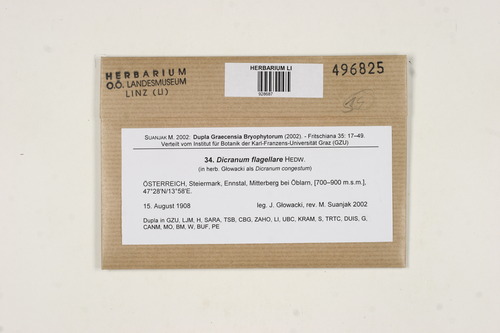 HERBARIUM
O.Ö. LANDESMUSEUM
LINZ (LI)
HERBARIUM LI
496825
SUANJAK M. 2002: Dupla Graecensia Bryophytorum (2002). - Fritschiana 35: 17–49.
Verteilt vom Institut für Botanik der Karl-Franzens-Universität Graz (GZU)
34. Dicranum flagellare HEDW.
(in herb. Głowacki als Dicranum congestum)
ÖSTERREICH, Steiermark, Ennstal, Mitterberg bei Öblarn, [700–900 m.s.m.],
47°28'N/13°58'E.
15. August 1908 leg. J. Głowacki, rev. M. Suanjak 2002
Dupla in GZU, LJM, H, SARA, TSB, CBG, ZAHO, LI, UBC, KRAM, S, TRTC, DUIS, G,
CANM, MO, BM, W, BUF, PE